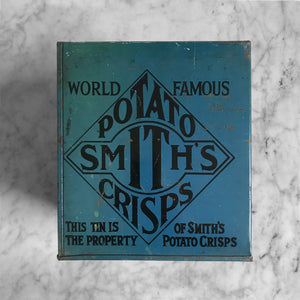 WORLD FAMOUS
POTATO
SMITH'S
CRISPS
THIS TIN IS OF SMITH'S
THE PROPERTY POTATO CRISPS